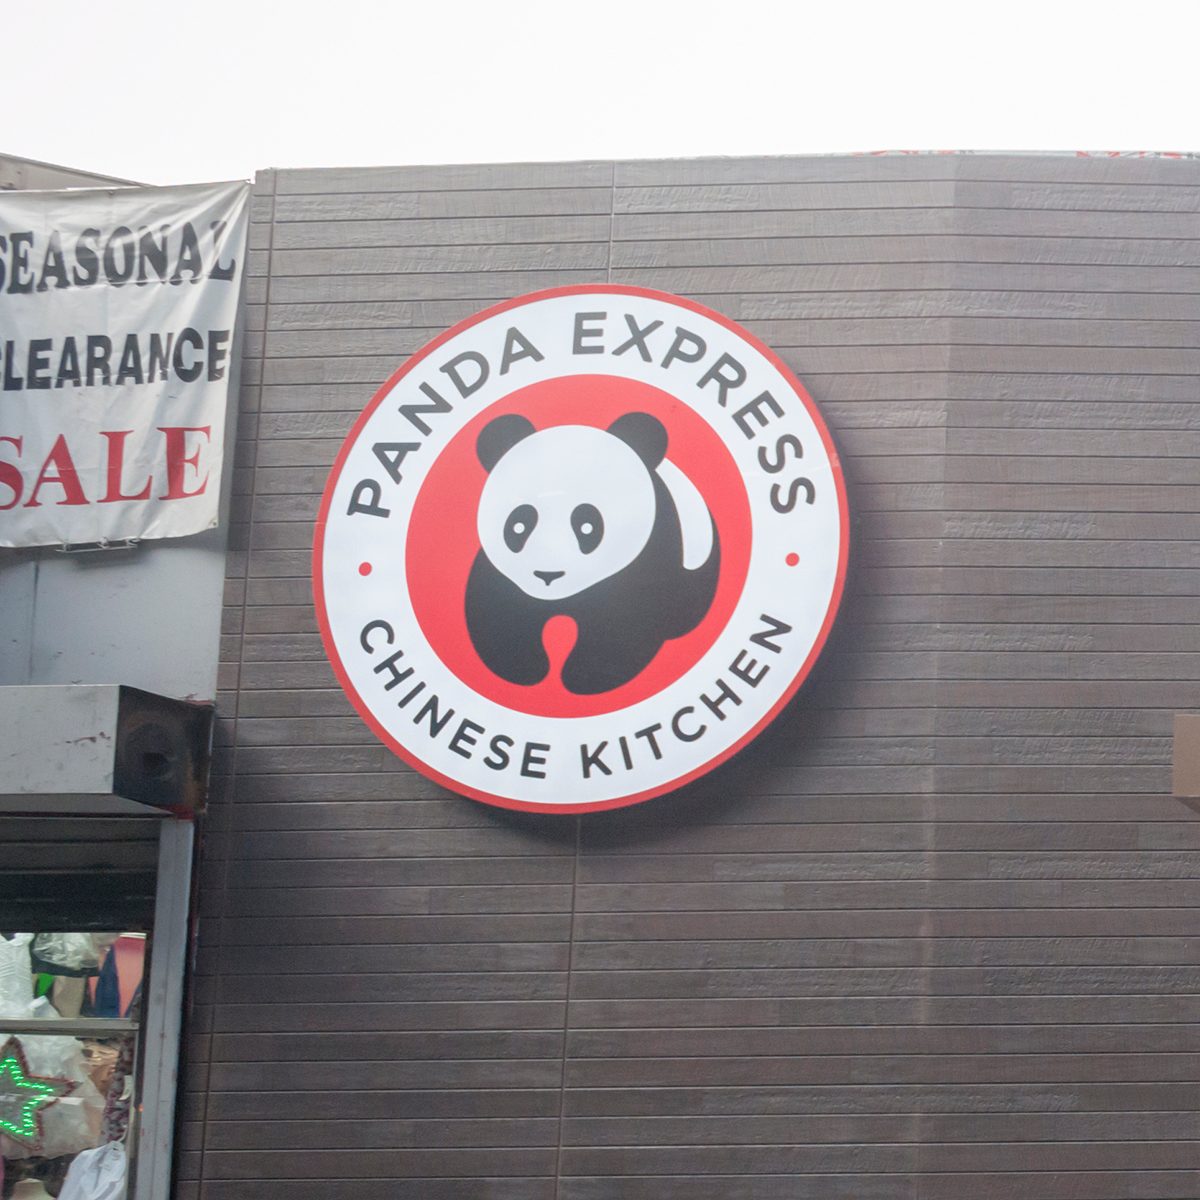 SEASONAL
CLEARANCE
SALE
PANDA EXPRESS
• CHINESE KITCHEN •